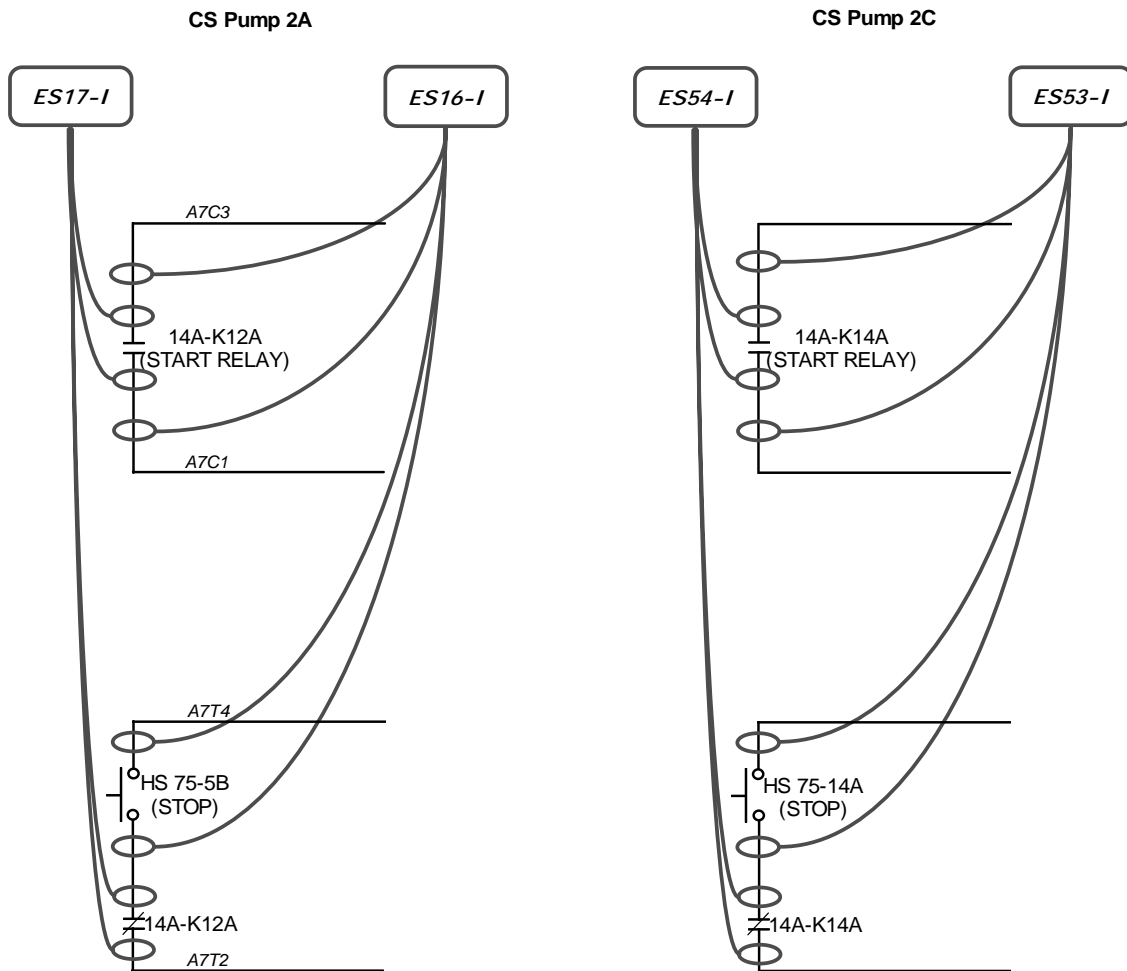 CS Pump 2A
CS Pump 2C
ES17-I
ES16-I
ES54-I
ES53-I
A7C3
14A-K12A
(START RELAY)
14A-K14A
(START RELAY)
A7C1
A7T4
HS 75-5B
(STOP)
HS 75-14A
(STOP)
14A-K12A
14A-K14A
A7T2